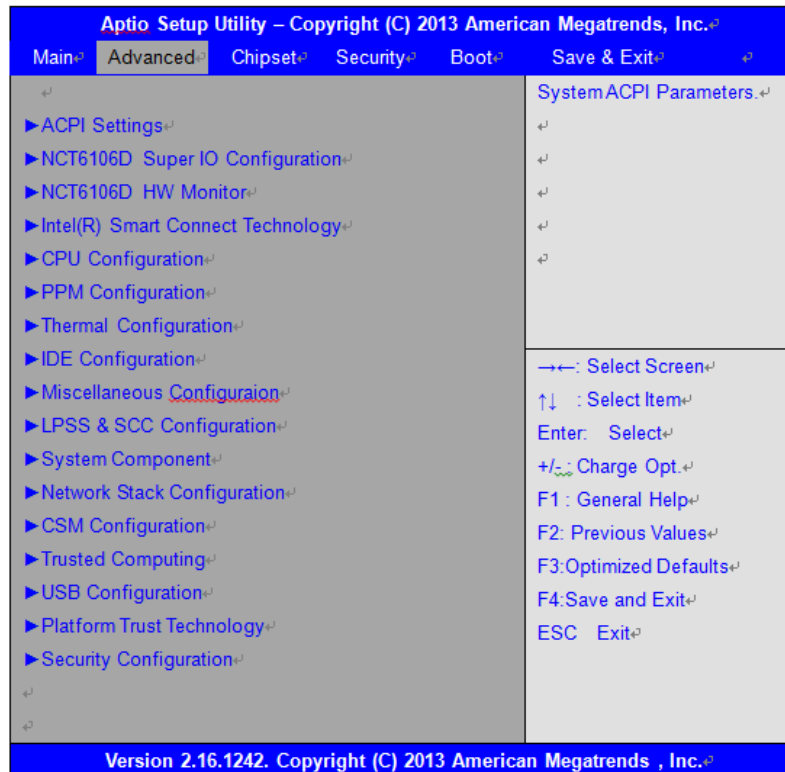 Aptio Setup Utility – Copyright (C) 2013 American Megatrends, Inc.
Main Advanced Chipset Security Boot Save & Exit
►ACPI Settings
►NCT6106D Super IO Configuration
►NCT6106D HW Monitor
►Intel(R) Smart Connect Technology
►CPU Configuration
►PPM Configuration
►Thermal Configuration
►IDE Configuration
►Miscellaneous Configuraion
►LPSS & SCC Configuration
►System Component
►Network Stack Configuration
►CSM Configuration
►Trusted Computing
►USB Configuration
►Platform Trust Technology
►Security Configuration
System ACPI Parameters.
→←: Select Screen
↑↓ : Select Item
Enter: Select
+/-: Charge Opt.
F1 : General Help
F2: Previous Values
F3:Optimized Defaults
F4:Save and Exit
ESC Exit
Version 2.16.1242. Copyright (C) 2013 American Megatrends , Inc.